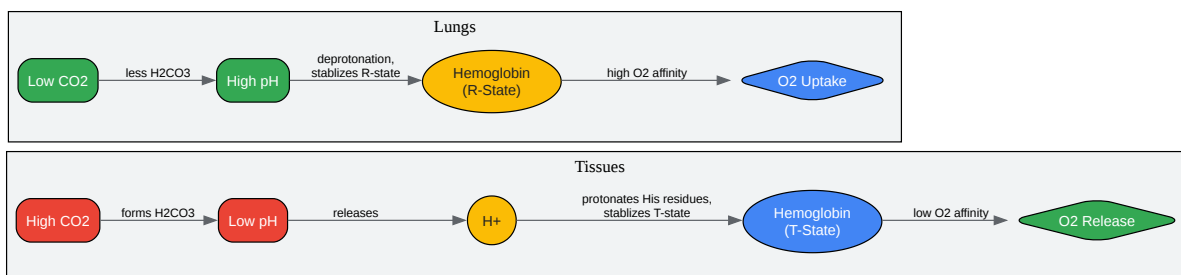 Lungs
Low CO2
less H2CO3
High pH
deprotonation,
stablizes R-state
Hemoglobin
(R-State)
high O2 affinity
O2 Uptake
Tissues
High CO2
forms H2CO3
Low pH
releases
H+
protonates His residues,
stablizes T-state
Hemoglobin
(T-State)
low O2 affinity
O2 Release